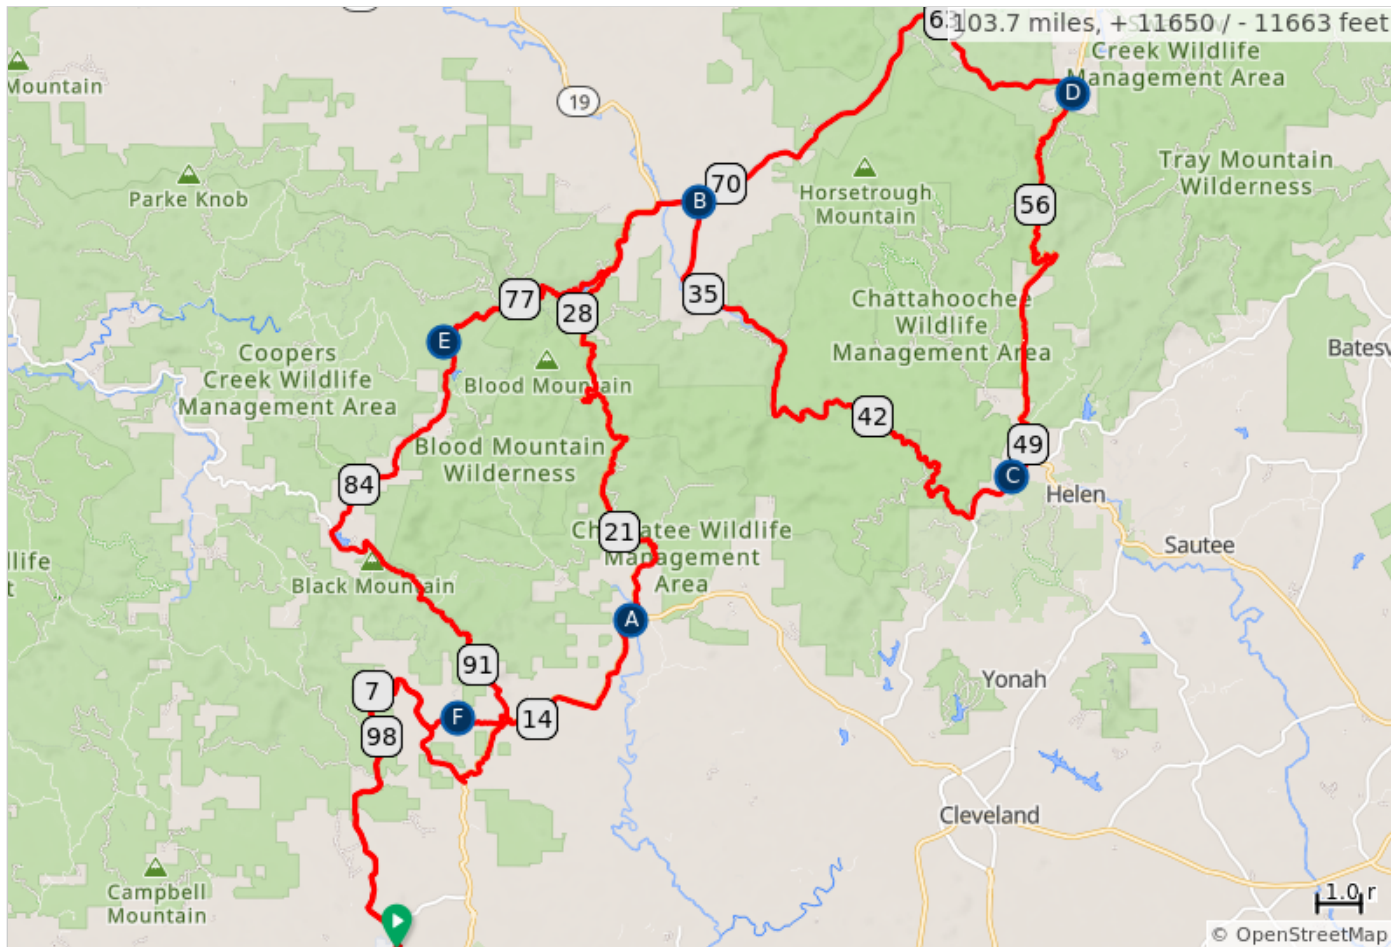 63
103.7 miles, + 11650 / - 11663 feet
Creek Wildlife
Management Area
D
Mountain
19
Tray Mountain
Wilderness
Parke Knob
70
B
Horsetrough
Mountain
56
77
28
35
Chattahoochee
Wildlife
Management Area
E
Coopers
Creek Wildlife
Management Area
Blood Mountain
Batesv
42
49
Blood Mountain
Wilderness
C
Helen
84
21
Management
Area
Sautee
llife
t
Black Mountain
A
91
7
Yonah
F
14
98
Cleveland
Campbell
Mountain
1.0 r
© OpenStreetMap